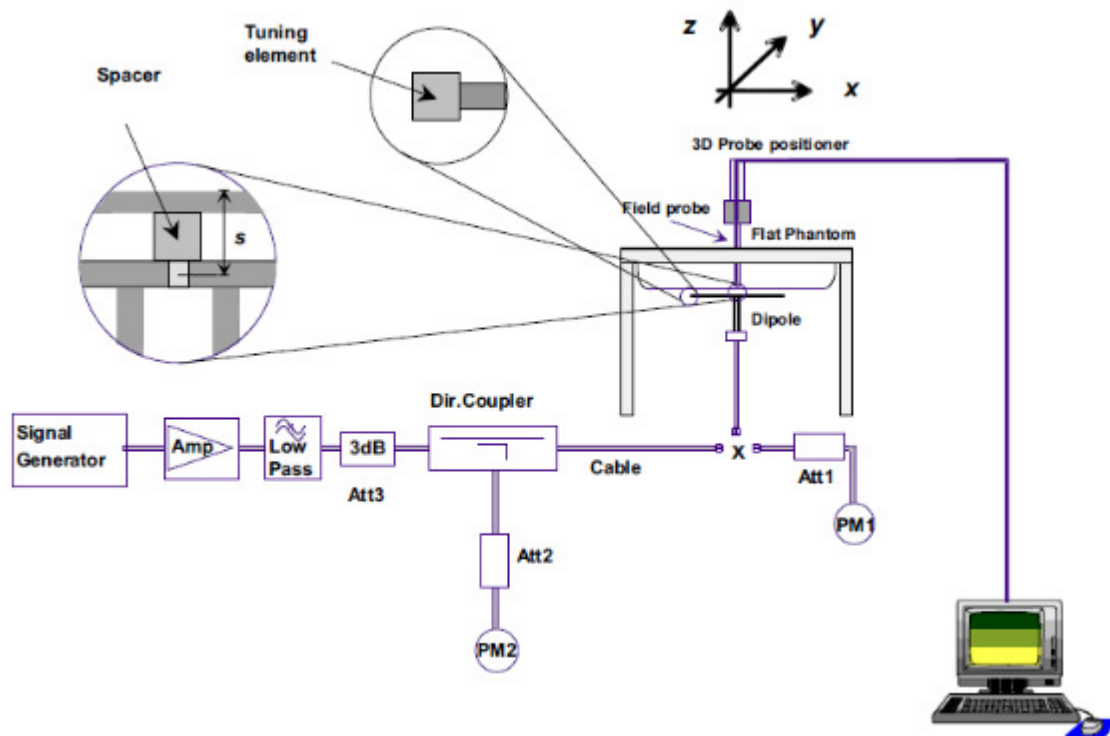 Tuning
element
Spacer
s
z
y
x
3D Probe positioner
Field probe
Flat Phantom
Dipole
Dir.Coupler
Signal
Generator
Amp
Low
Pass
3dB
Att3
Cable
X
Att1
PM1
Att2
PM2